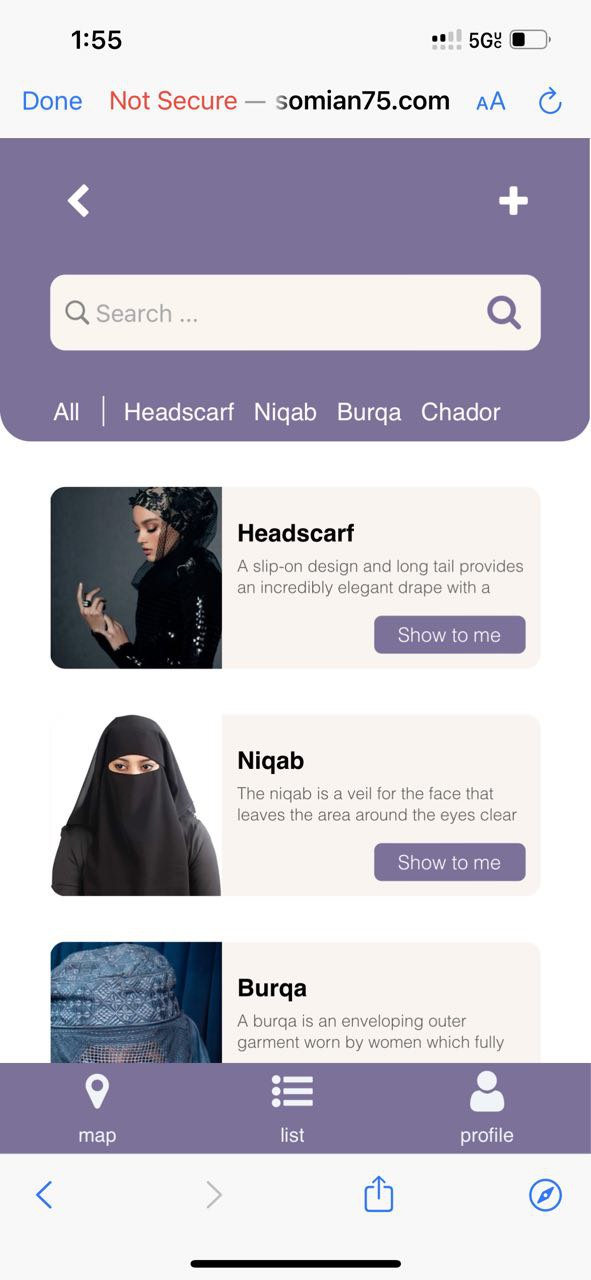 1:55
5GUC
Done Not Secure — somian75.com AA
Search ...
All | Headscarf Niqab Burqa Chador
Headscarf
A slip-on design and long tail provides
an incredibly elegant drape with a
Show to me
Niqab
The niqab is a veil for the face that
leaves the area around the eyes clear
Show to me
Burqa
A burqa is an enveloping outer
garment worn by women which fully
map list profile